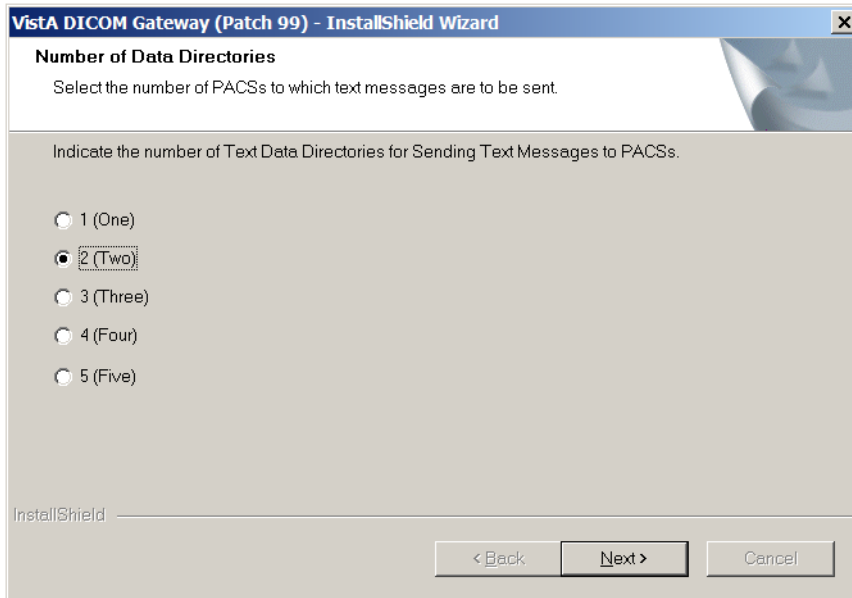 VistA DICOM Gateway (Patch 99) - InstallShield Wizard
Number of Data Directories
Select the number of PACSs to which text messages are to be sent.
Indicate the number of Text Data Directories for Sending Text Messages to PACSs.
1 (One)
2 (Two)
3 (Three)
4 (Four)
5 (Five)
InstallShield
< Back Next > Cancel